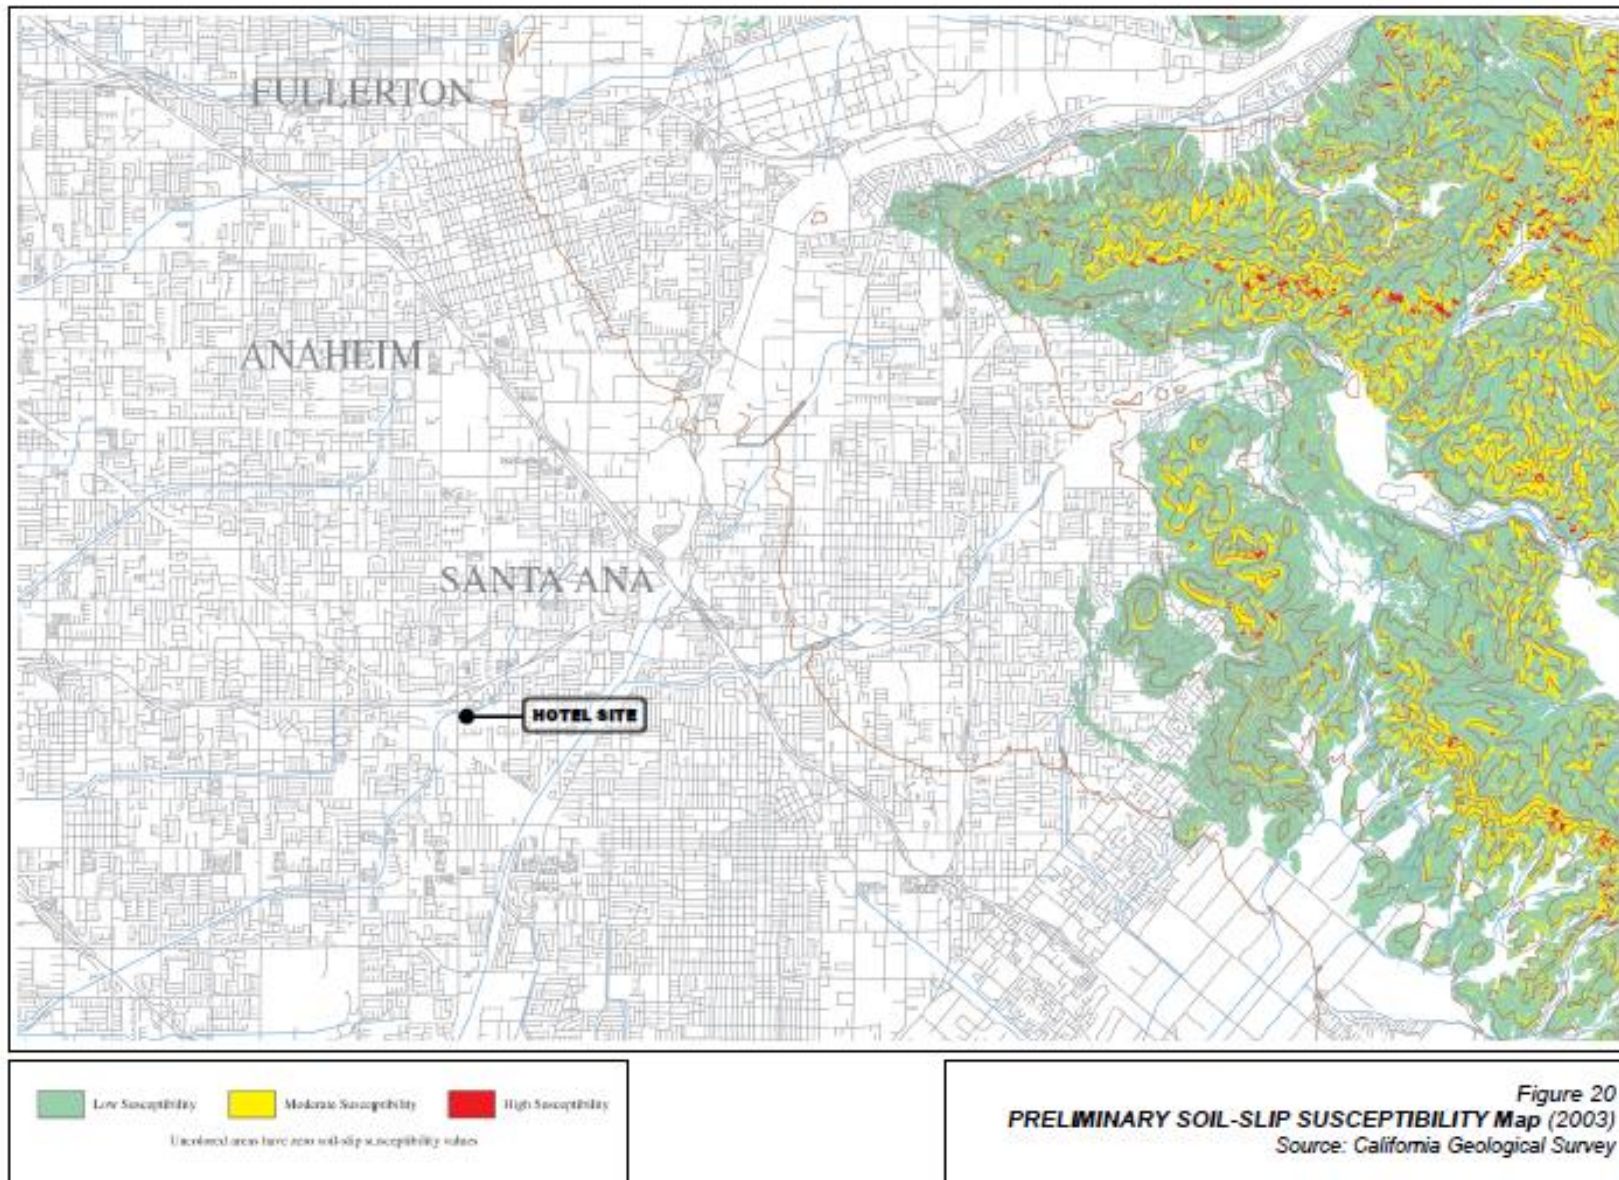 FULLERTON
ANAHEIM
SANTA ANA
HOTEL SITE
Low Susceptibility
Moderate Susceptibility
High Susceptibility
Uncolored areas have zero soil-slip susceptibility values
Figure 20
PRELIMINARY SOIL-SLIP SUSCEPTIBILITY Map (2003)
Source: California Geological Survey